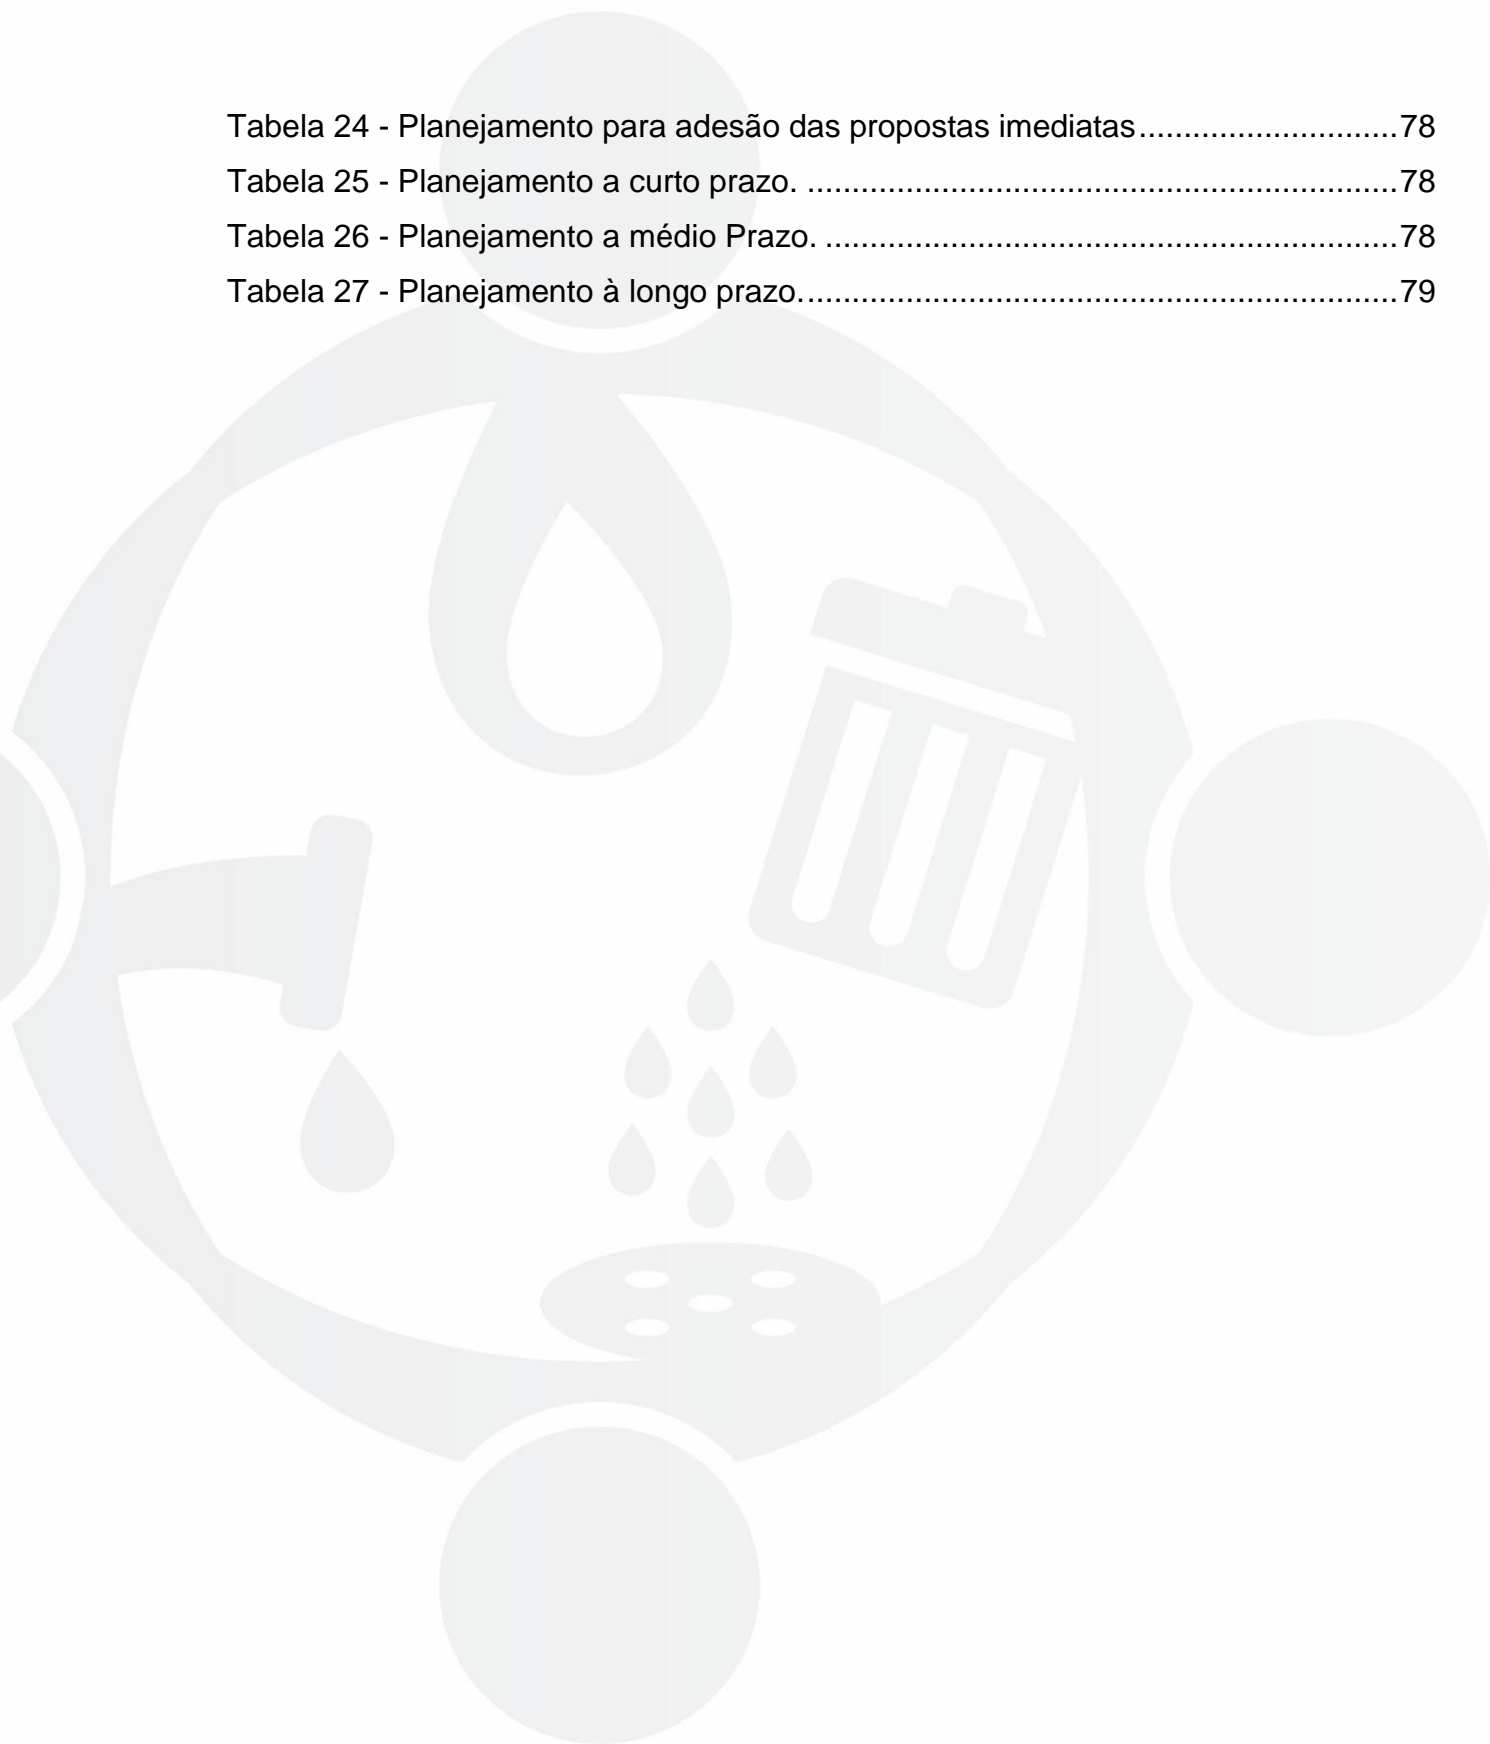 Tabela 24 - Planejamento para adesão das propostas imediatas.............................78
Tabela 25 - Planejamento a curto prazo. ..................................................................78
Tabela 26 - Planejamento a médio Prazo. ................................................................78
Tabela 27 - Planejamento à longo prazo...................................................................79